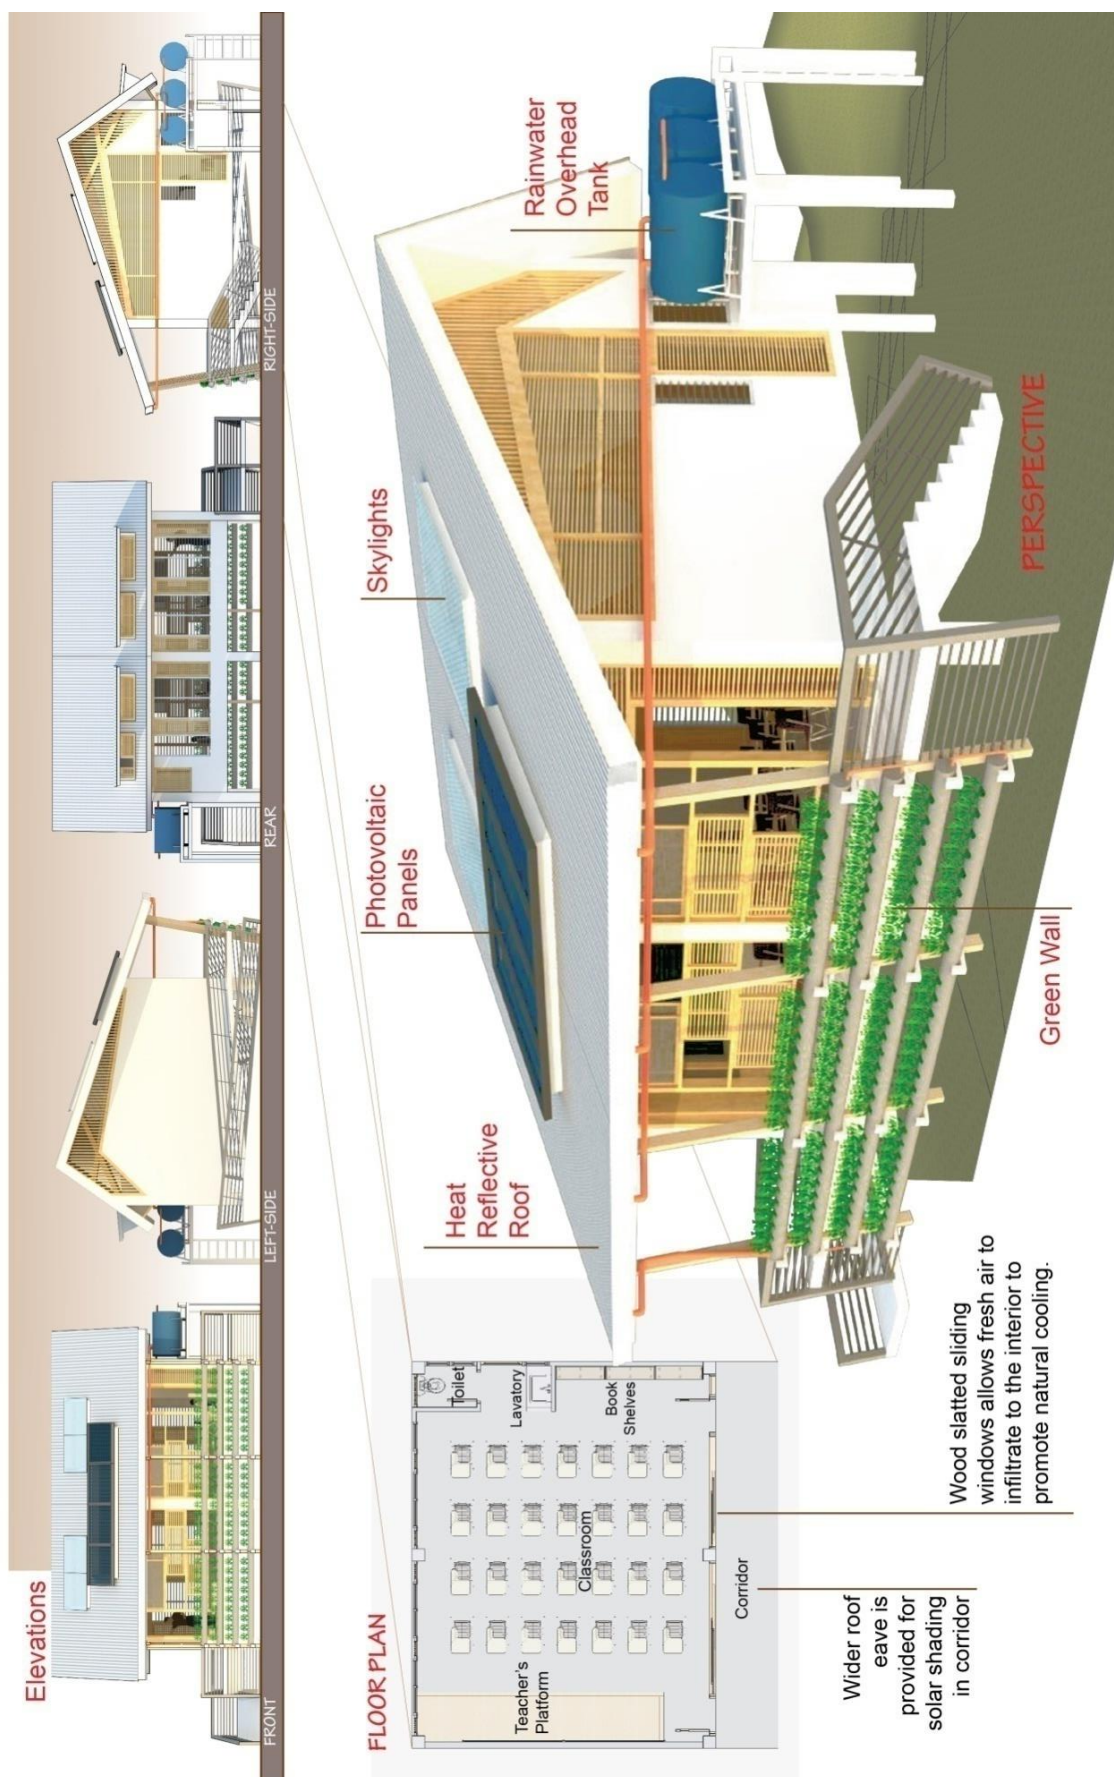 Elevations
FRONT
LEFT-SIDE
REAR
RIGHT-SIDE
FLOOR PLAN
Teacher's
Platform
Classroom
Toilet
Lavatory
Book
Shelves
Corridor
Wider roof
eave is
provided for
solar shading
in corridor
Wood slatted sliding
windows allows fresh air to
infiltrate to the interior to
promote natural cooling.
Heat
Reflective
Roof
Photovoltaic
Panels
Skylights
Rainwater
Overhead
Tank
Green Wall
PERSPECTIVE